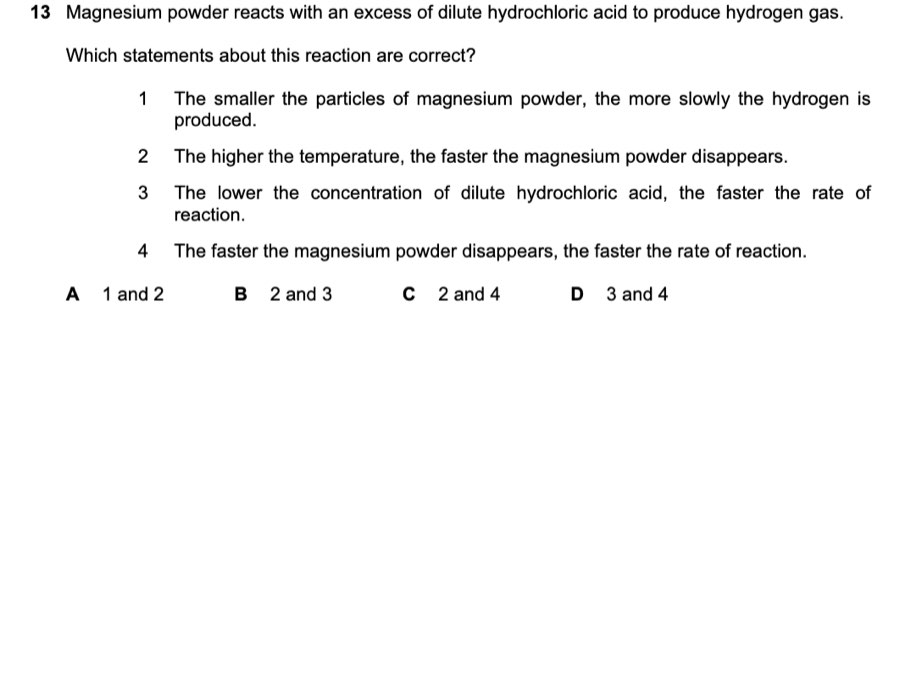 13 Magnesium powder reacts with an excess of dilute hydrochloric acid to produce hydrogen gas.
Which statements about this reaction are correct?
1 The smaller the particles of magnesium powder, the more slowly the hydrogen is
produced.
2 The higher the temperature, the faster the magnesium powder disappears.
3 The lower the concentration of dilute hydrochloric acid, the faster the rate of
reaction.
4 The faster the magnesium powder disappears, the faster the rate of reaction.
A 1 and 2 B 2 and 3 C 2 and 4 D 3 and 4